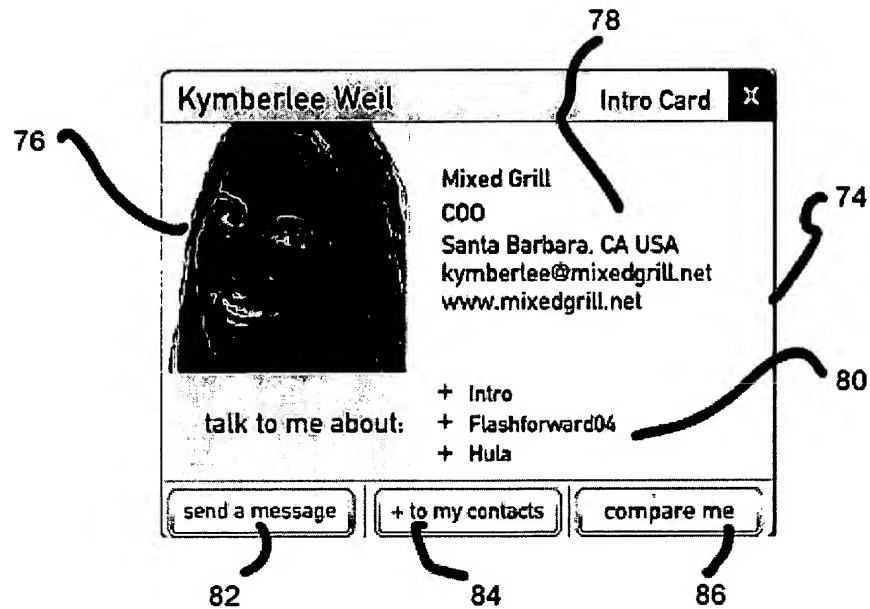 78
Kymberlee Weil Intro Card X
76
Mixed Grill
COO
74
Santa Barbara, CA USA
kymberlee@mixedgrill.net
www.mixedgrill.net
80
+ Intro
talk to me about: + Flashforward04
+ Hula
send a message + to my contacts compare me
82 84 86